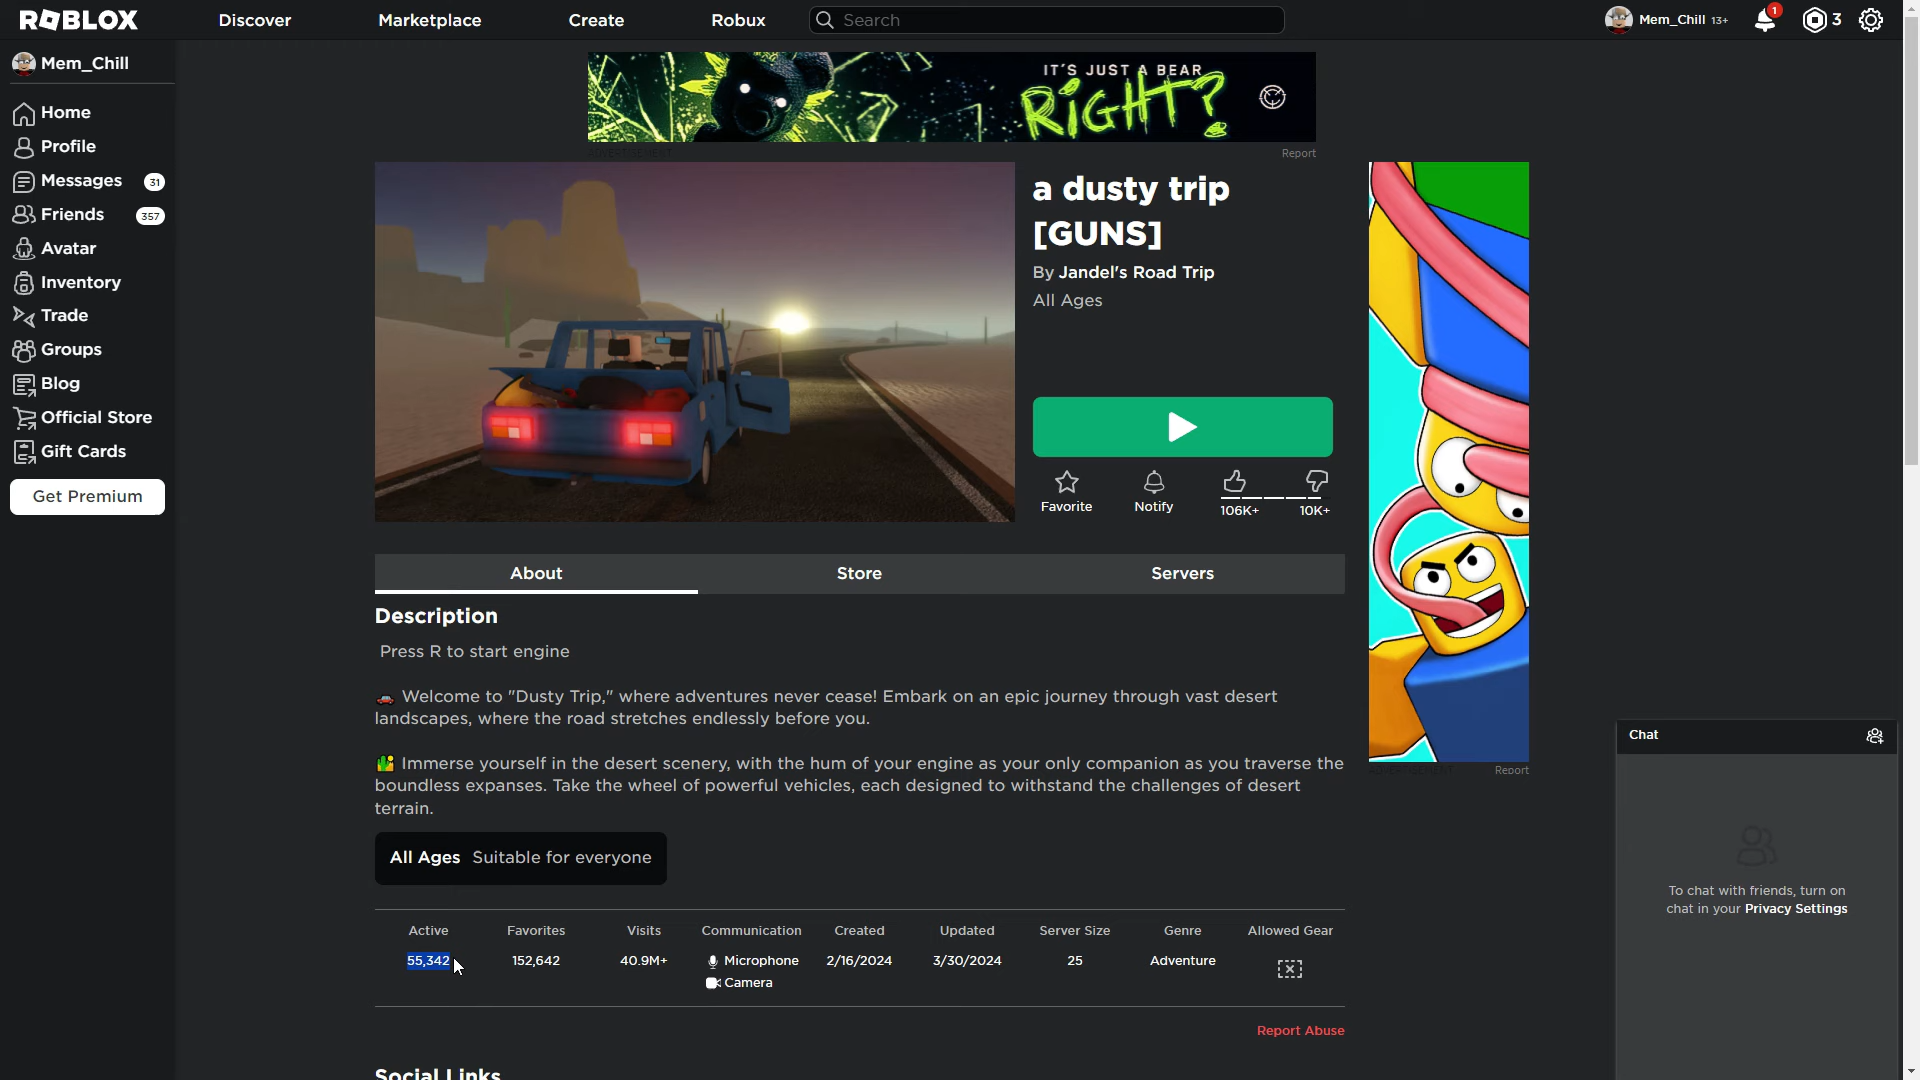 ROBLOX
Discover
Marketplace
Create
Robux
Search
Mem_Chill 13+
1
3
Mem_Chill
Home
Profile
Messages 31
Friends 357
Avatar
Inventory
Trade
Groups
Blog
Official Store
Gift Cards
Get Premium
IT'S JUST A BEAR
RIGHT?
ADVERTISEMENT
Report
a dusty trip
[GUNS]
By Jandel's Road Trip
All Ages
Favorite
Notify
106K+
10K+
About
Store
Servers
Description
Press R to start engine
🚗 Welcome to "Dusty Trip," where adventures never cease! Embark on an epic journey through vast desert
landscapes, where the road stretches endlessly before you.
🏜️ Immerse yourself in the desert scenery, with the hum of your engine as your only companion as you traverse the
boundless expanses. Take the wheel of powerful vehicles, each designed to withstand the challenges of desert
terrain.
All Ages Suitable for everyone
Active
Favorites
Visits
Communication
Created
Updated
Server Size
Genre
Allowed Gear
55,342
152,642
40.9M+
Microphone
Camera
2/16/2024
3/30/2024
25
Adventure
Report Abuse
Social Links
ADVERTISEMENT
Report
Chat
To chat with friends, turn on
chat in your Privacy Settings